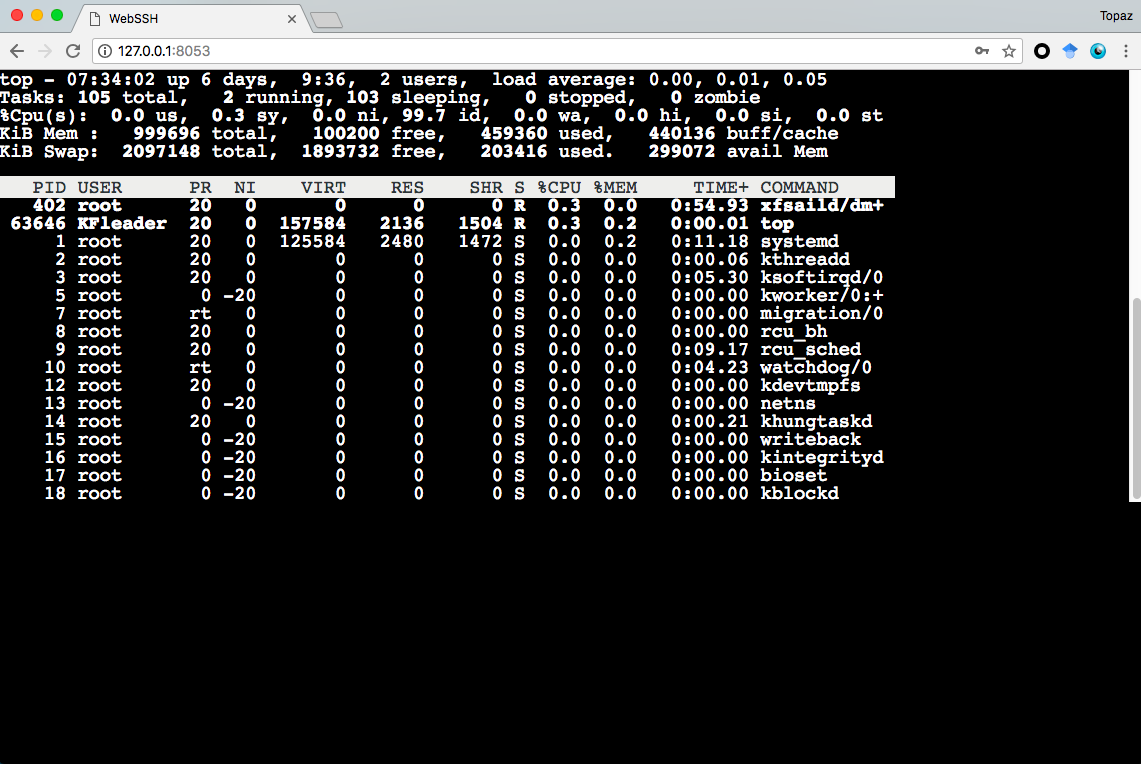 WebSSH
Topaz
127.0.0.1:8053
top - 07:34:02 up 6 days,  9:36,  2 users,  load average: 0.00, 0.01, 0.05
Tasks: 105 total,   2 running, 103 sleeping,   0 stopped,   0 zombie
%Cpu(s):  0.0 us,  0.3 sy,  0.0 ni, 99.7 id,  0.0 wa,  0.0 hi,  0.0 si,  0.0 st
KiB Mem :   999696 total,   100200 free,   459360 used,   440136 buff/cache
KiB Swap:  2097148 total,  1893732 free,   203416 used.   299072 avail Mem
PID USER      PR  NI    VIRT    RES    SHR S %CPU %MEM     TIME+ COMMAND
402 root      20   0       0      0      0 R  0.3  0.0   0:54.93 xfsaild/dm+
63646 KFleader  20   0  157584   2136   1504 R  0.3  0.2   0:00.01 top
1 root      20   0  125584   2480   1472 S  0.0  0.2   0:11.18 systemd
2 root      20   0       0      0      0 S  0.0  0.0   0:00.06 kthreadd
3 root      20   0       0      0      0 S  0.0  0.0   0:05.30 ksoftirqd/0
5 root       0 -20       0      0      0 S  0.0  0.0   0:00.00 kworker/0:+
7 root      rt   0       0      0      0 S  0.0  0.0   0:00.00 migration/0
8 root      20   0       0      0      0 S  0.0  0.0   0:00.00 rcu_bh
9 root      20   0       0      0      0 S  0.0  0.0   0:09.17 rcu_sched
10 root      rt   0       0      0      0 S  0.0  0.0   0:04.23 watchdog/0
12 root      20   0       0      0      0 S  0.0  0.0   0:00.00 kdevtmpfs
13 root       0 -20       0      0      0 S  0.0  0.0   0:00.00 netns
14 root      20   0       0      0      0 S  0.0  0.0   0:00.21 khungtaskd
15 root       0 -20       0      0      0 S  0.0  0.0   0:00.00 writeback
16 root       0 -20       0      0      0 S  0.0  0.0   0:00.00 kintegrityd
17 root       0 -20       0      0      0 S  0.0  0.0   0:00.00 bioset
18 root       0 -20       0      0      0 S  0.0  0.0   0:00.00 kblockd